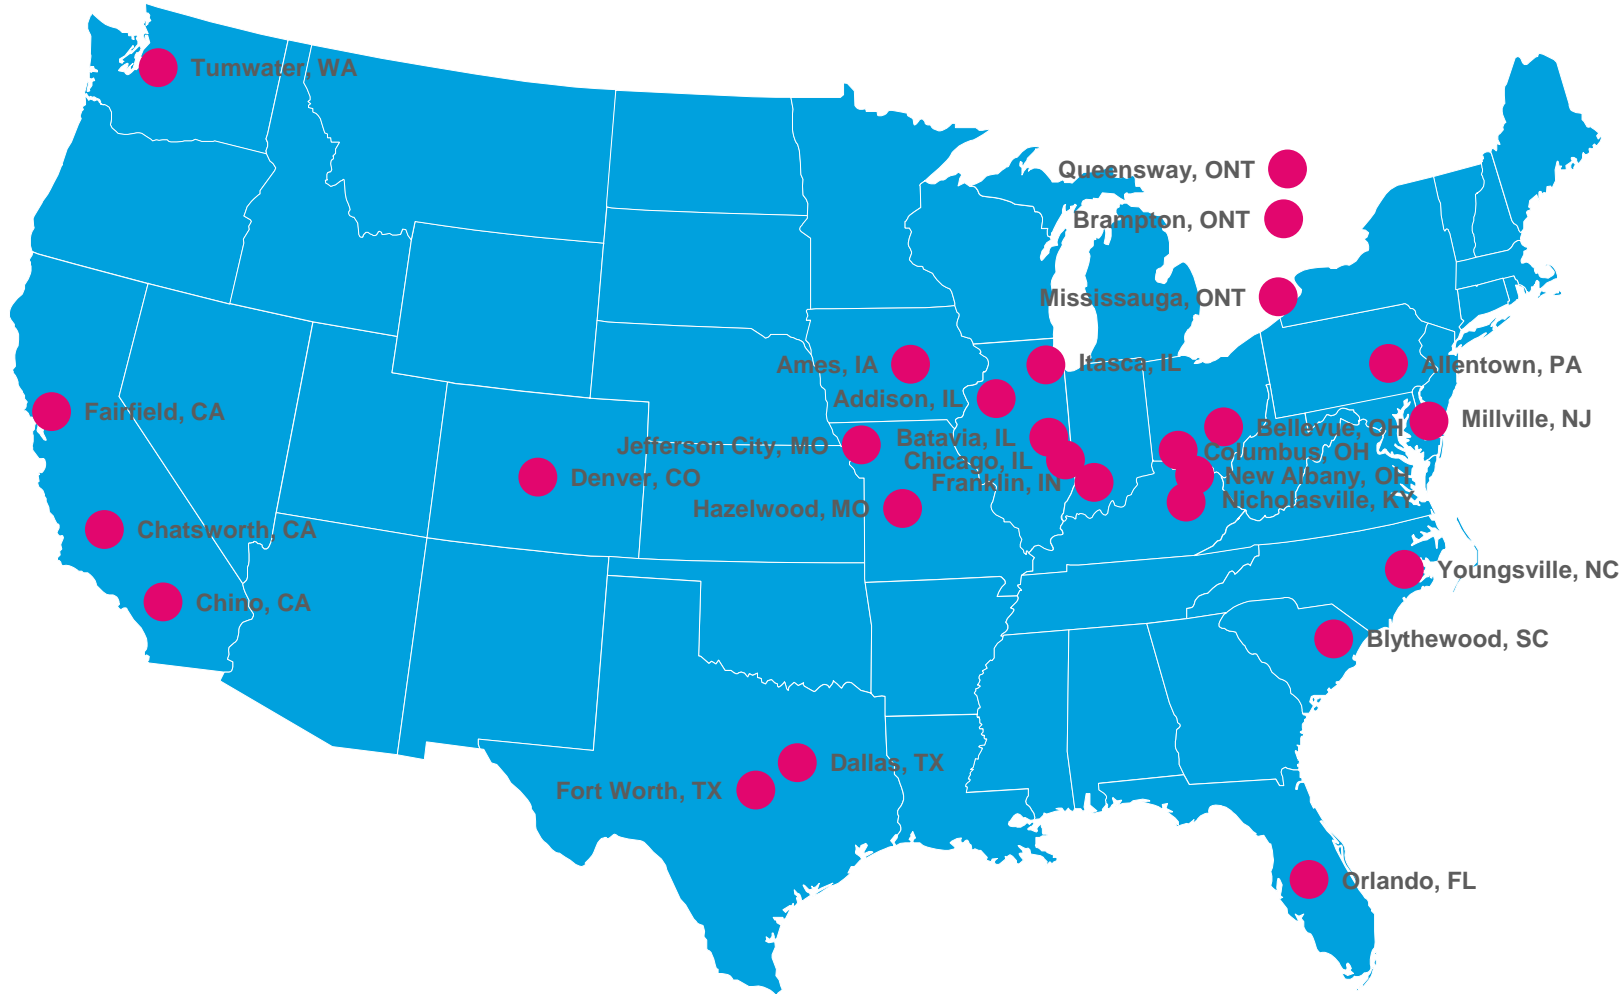 Tumwater, WA
Queensway, ONT
Brampton, ONT
Mississauga, ONT
Ames, IA
Itasca, IL
Allentown, PA
Addison, IL
Fairfield, CA
Millville, NJ
Bellevue, OH
Batavia, IL
Jefferson City, MO
Columbus, OH
Chicago, IL
Denver, CO
New Albany, OH
Franklin, IN
Nicholasville, KY
Hazelwood, MO
Chatsworth, CA
Youngsville, NC
Chino, CA
Blythewood, SC
Dallas, TX
Fort Worth, TX
Orlando, FL